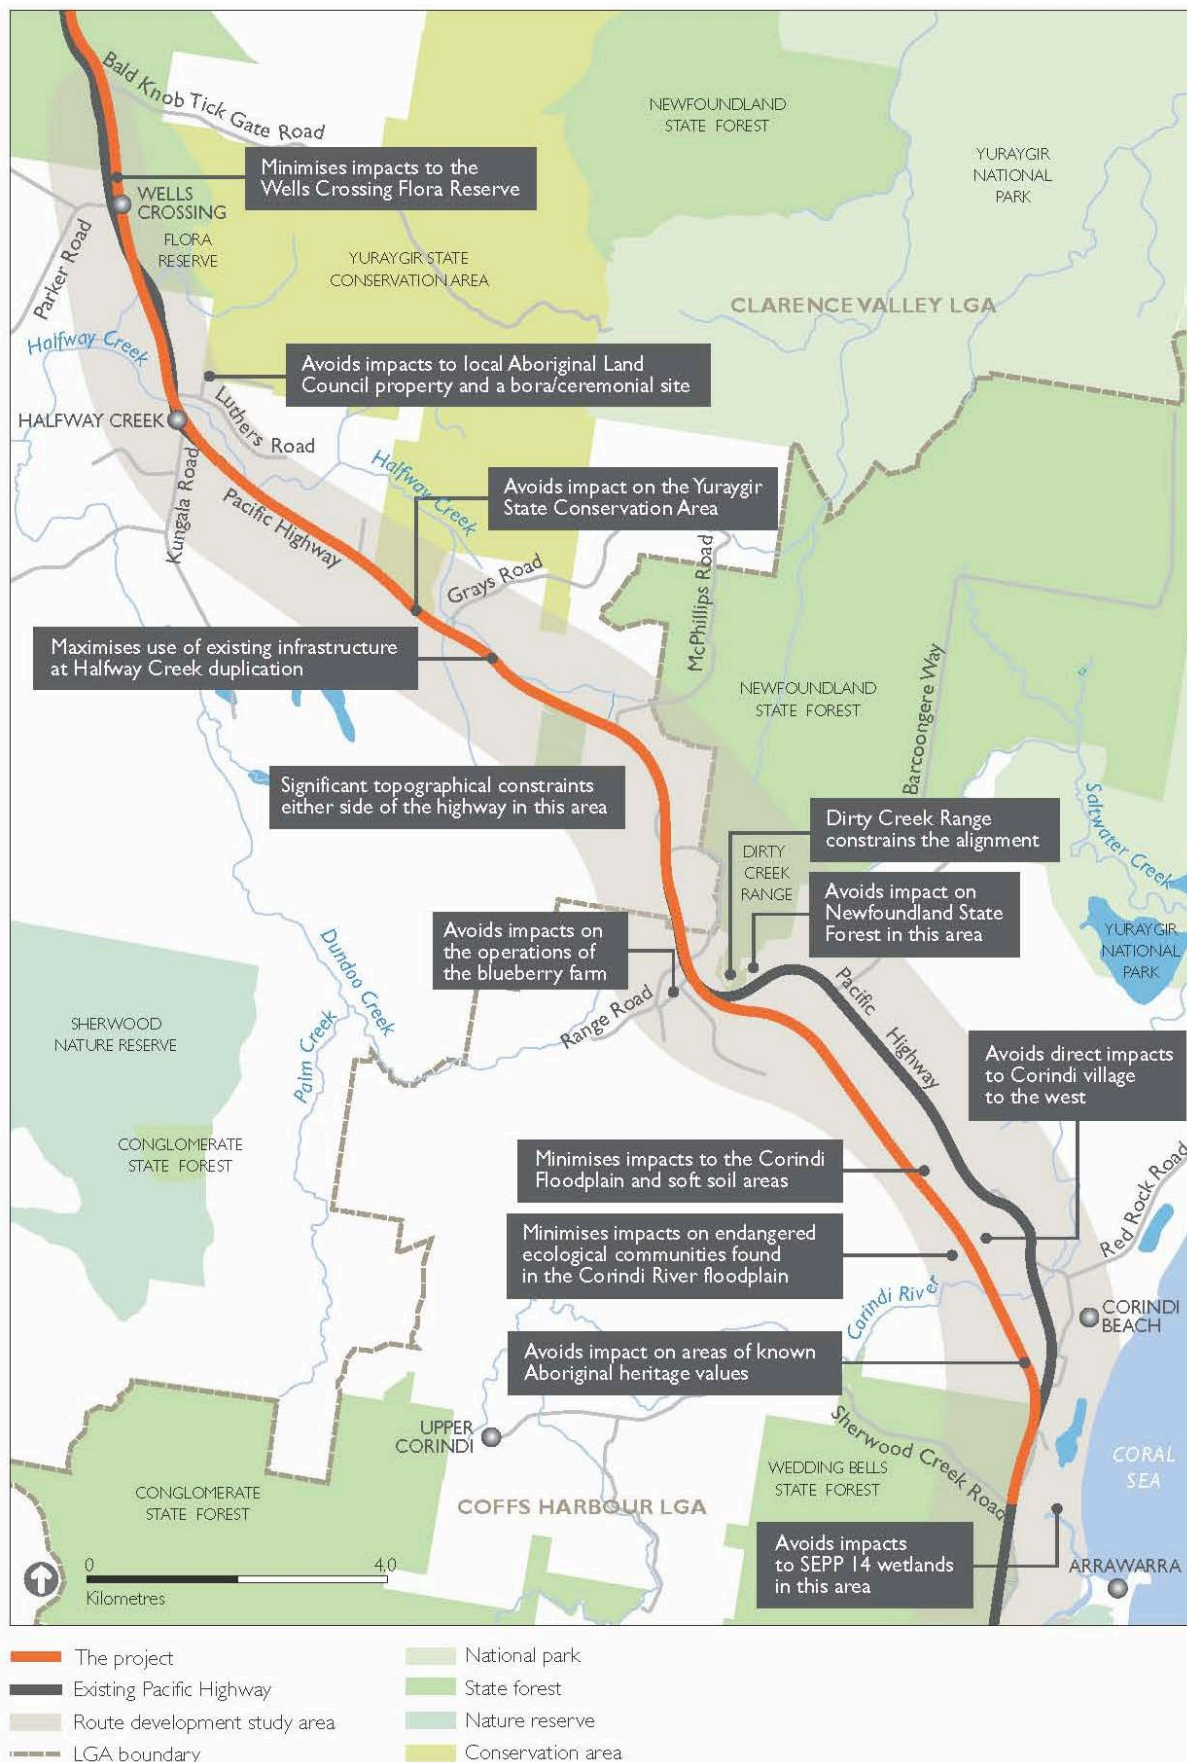 Bald Knob Tick Gate Road
NEWFOUNDLAND
STATE FOREST
YURAYGIR
NATIONAL
PARK
Minimises impacts to the
Wells Crossing Flora Reserve
WELLS
CROSSING
Parker Road
FLORA
RESERVE
YURAYGIR STATE
CONSERVATION AREA
CLARENCE VALLEY LGA
Halfway Creek
Avoids impacts to local Aboriginal Land
Council property and a bora/ceremonial site
Luthers Road
HALFWAY CREEK
Kungala Road
Pacific Highway
Halfway Creek
Avoids impact on the Yuraygir
State Conservation Area
Grays Road
McPhillips Road
Maximises use of existing infrastructure
at Halfway Creek duplication
NEWFOUNDLAND
STATE FOREST
Barcoongere Way
Significant topographical constraints
either side of the highway in this area
Saltwater Creek
Dirty Creek Range
constrains the alignment
DIRTY
CREEK
RANGE
Avoids impact on
Newfoundland State
Forest in this area
Avoids impacts on
the operations of
the blueberry farm
YURAYGIR
NATIONAL
PARK
Dundoo Creek
Range Road
Pacific Highway
SHERWOOD
NATURE RESERVE
Palm Creek
Avoids direct impacts
to Corindi village
to the west
CONGLOMERATE
STATE FOREST
Minimises impacts to the Corindi
Floodplain and soft soil areas
Red Rock Road
Minimises impacts on endangered
ecological communities found
in the Corindi River floodplain
Corindi River
CORINDI
BEACH
Avoids impact on areas of known
Aboriginal heritage values
UPPER
CORINDI
Sherwood Creek Road
WEDDING BELLS
STATE FOREST
CORAL
SEA
CONGLOMERATE
STATE FOREST
COFFS HARBOUR LGA
Avoids impacts
to SEPP 14 wetlands
in this area
ARRAWARRA
0 4.0
Kilometres
The project
Existing Pacific Highway
Route development study area
LGA boundary
National park
State forest
Nature reserve
Conservation area